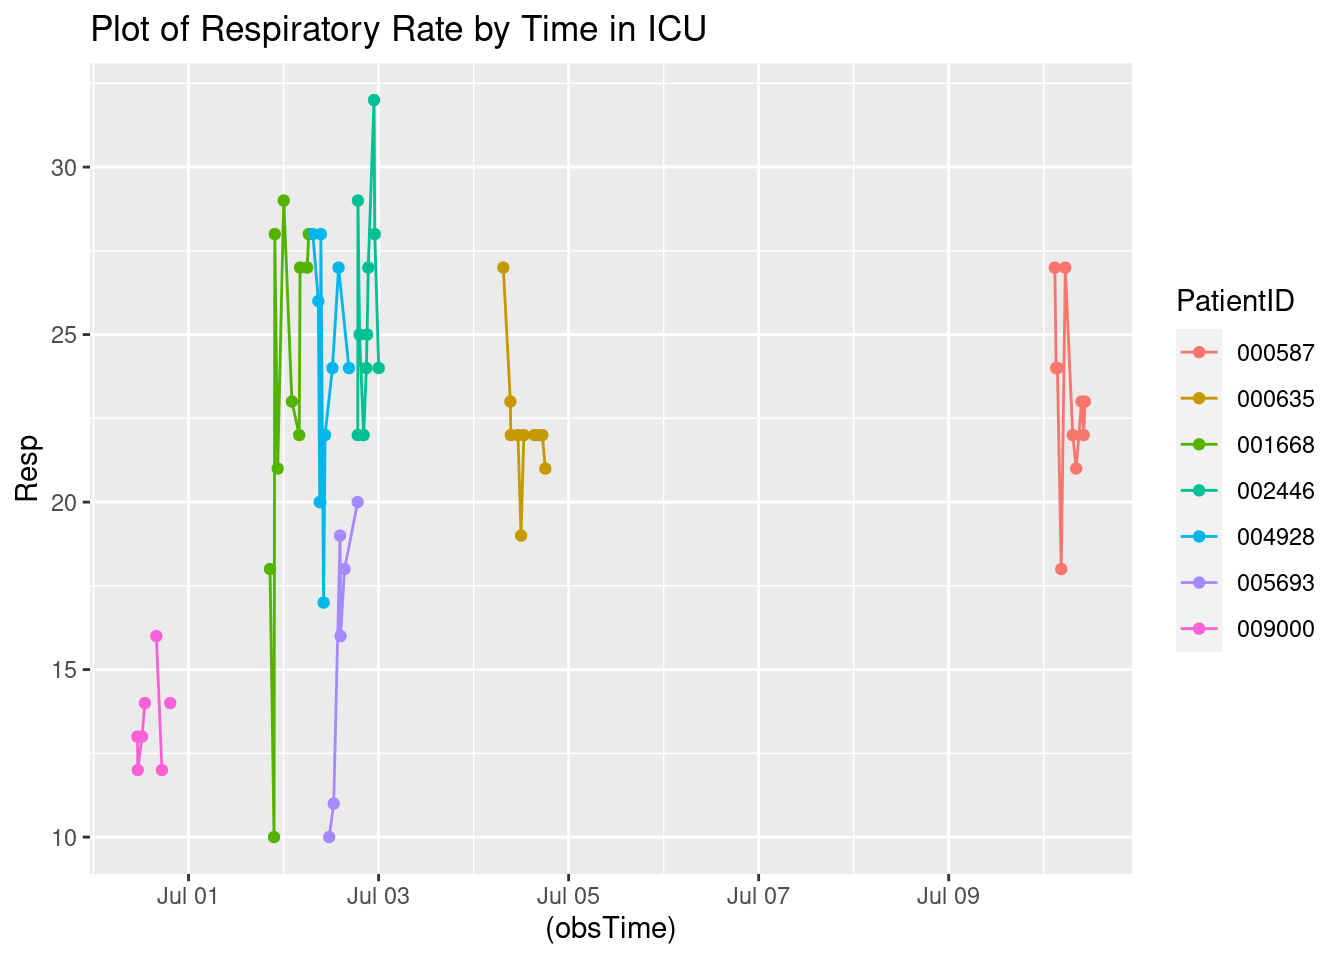 Plot of Respiratory Rate by Time in ICU
Resp
30
25
20
15
10
Jul 01 Jul 03 Jul 05 Jul 07 Jul 09
(obsTime)
PatientID
000587
000635
001668
002446
004928
005693
009000